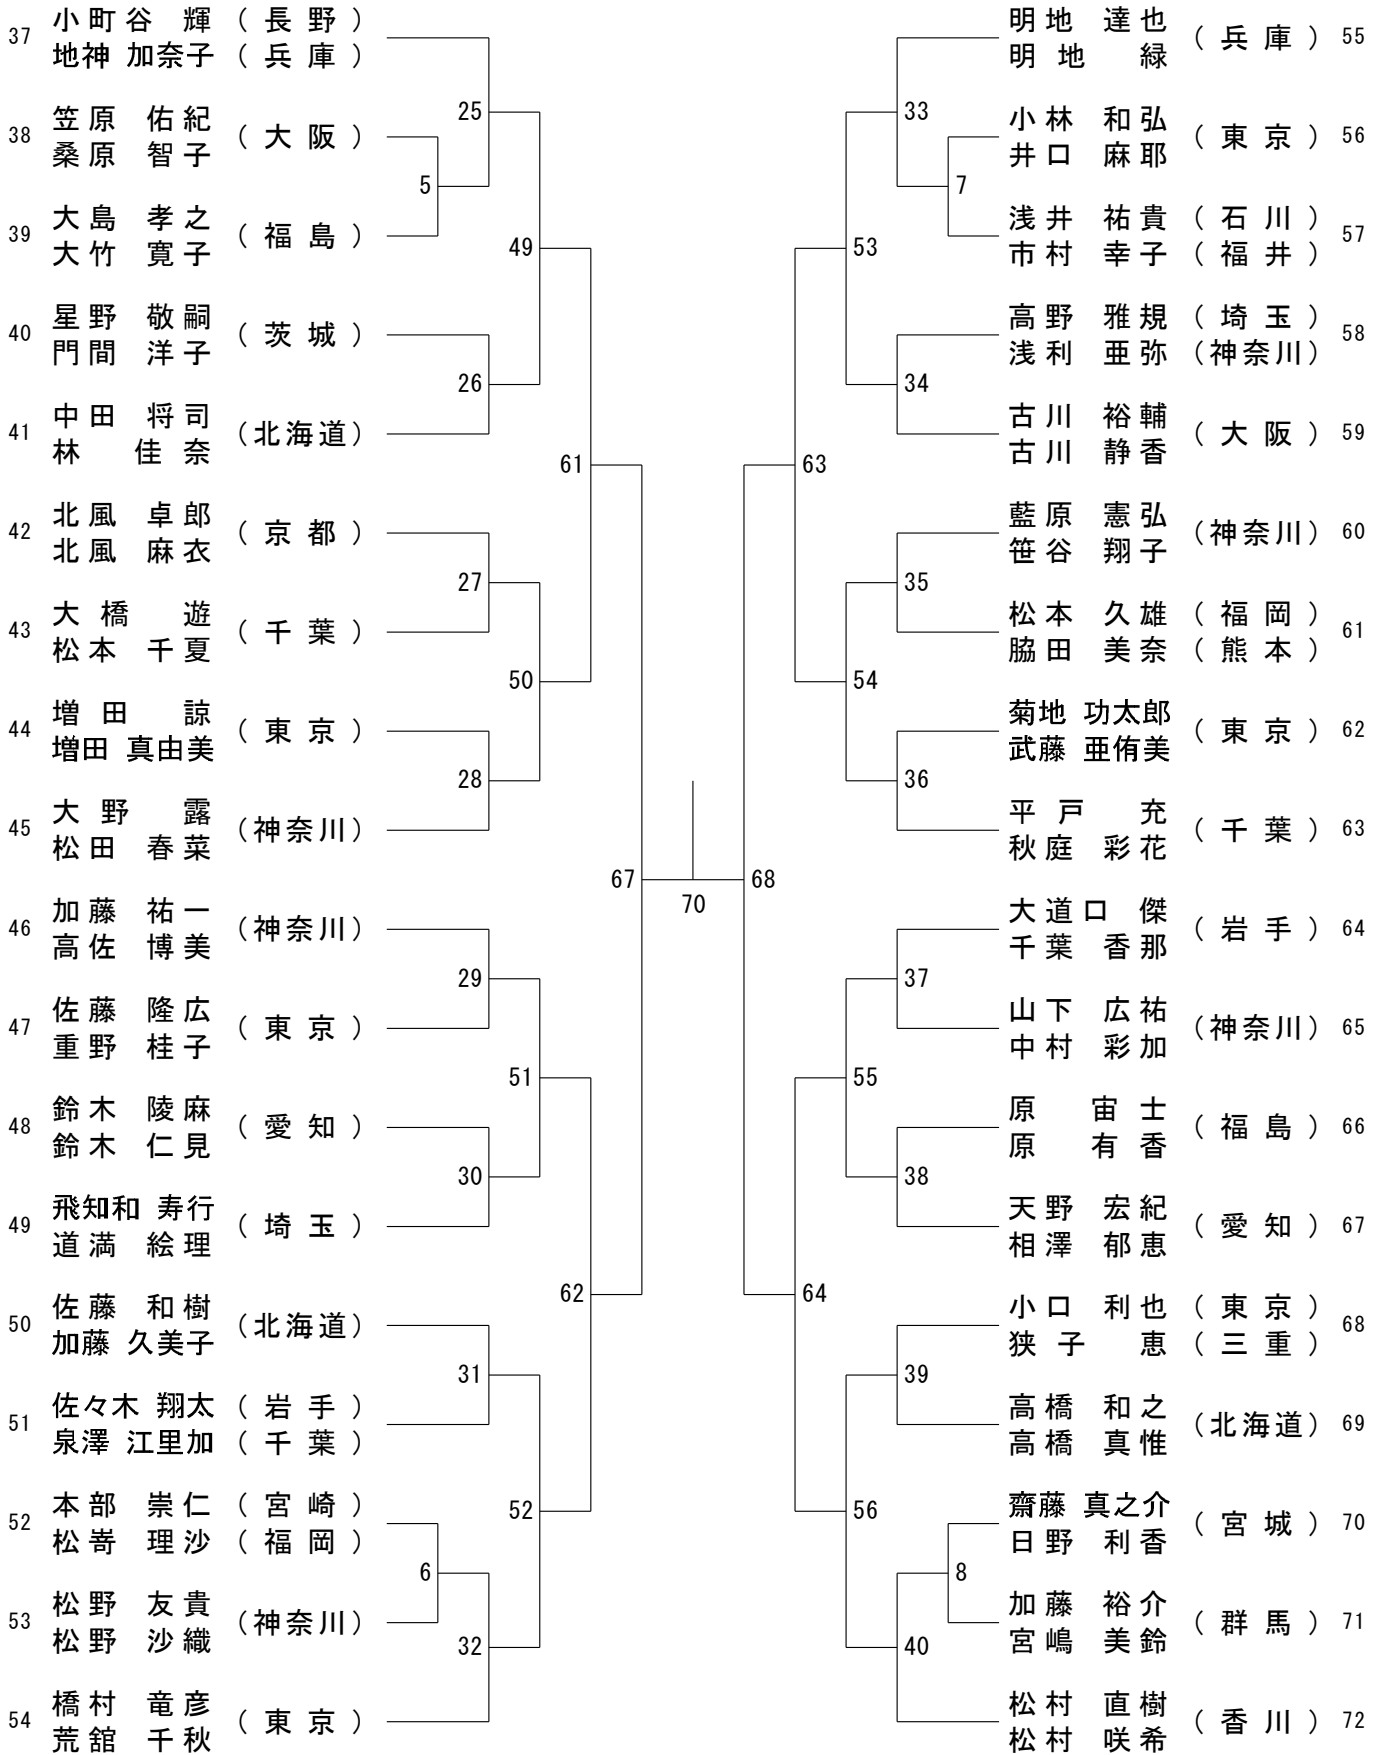 37 小町谷 輝 (長野)
地神 加奈子 (兵庫)
38 笠原 佑紀 (大阪)
桑原 智子
39 大島 孝之 (福島)
大竹 寛子
40 星野 敬嗣 (茨城)
門間 洋子
41 中田 将司 (北海道)
林 佳奈
42 北風 卓郎 (京都)
北風 麻衣
43 大橋 遊 (千葉)
松本 千夏
44 増田 諒 (東京)
増田 真由美
45 大野 露 (神奈川)
松田 春菜
46 加藤 祐一 (神奈川)
高佐 博美
47 佐藤 隆広 (東京)
重野 桂子
48 鈴木 陵麻 (愛知)
鈴木 仁見
49 飛知和 寿行 (埼玉)
道満 絵理
50 佐藤 和樹 (北海道)
加藤 久美子
51 佐々木 翔太 (岩手)
泉澤 江里加 (千葉)
52 本部 崇仁 (宮崎)
松嵜 理沙 (福岡)
53 松野 友貴 (神奈川)
松野 沙織
54 橋村 竜彦 (東京)
荒舘 千秋
5
6
25
26
27
28
29
30
31
32
49
50
51
52
61
62
67
70
68
63
64
53
54
55
56
33
34
35
36
37
38
39
40
7
8
明地 達也 (兵庫) 55
明地 緑
小林 和弘 (東京) 56
井口 麻耶
浅井 祐貴 (石川) 57
市村 幸子 (福井)
高野 雅規 (埼玉) 58
浅利 亜弥 (神奈川)
古川 裕輔 (大阪) 59
古川 静香
藍原 憲弘 (神奈川) 60
笹谷 翔子
松本 久雄 (福岡) 61
脇田 美奈 (熊本)
菊地 功太郎 (東京) 62
武藤 亜侑美
平戸 充 (千葉) 63
秋庭 彩花
大道口 傑 (岩手) 64
千葉 香那
山下 広祐 (神奈川) 65
中村 彩加
原 宙士 (福島) 66
原 有香
天野 宏紀 (愛知) 67
相澤 郁恵
小口 利也 (東京) 68
狭子 恵 (三重)
高橋 和之 (北海道) 69
高橋 真惟
齋藤 真之介 (宮城) 70
日野 利香
加藤 裕介 (群馬) 71
宮嶋 美鈴
松村 直樹 (香川) 72
松村 咲希